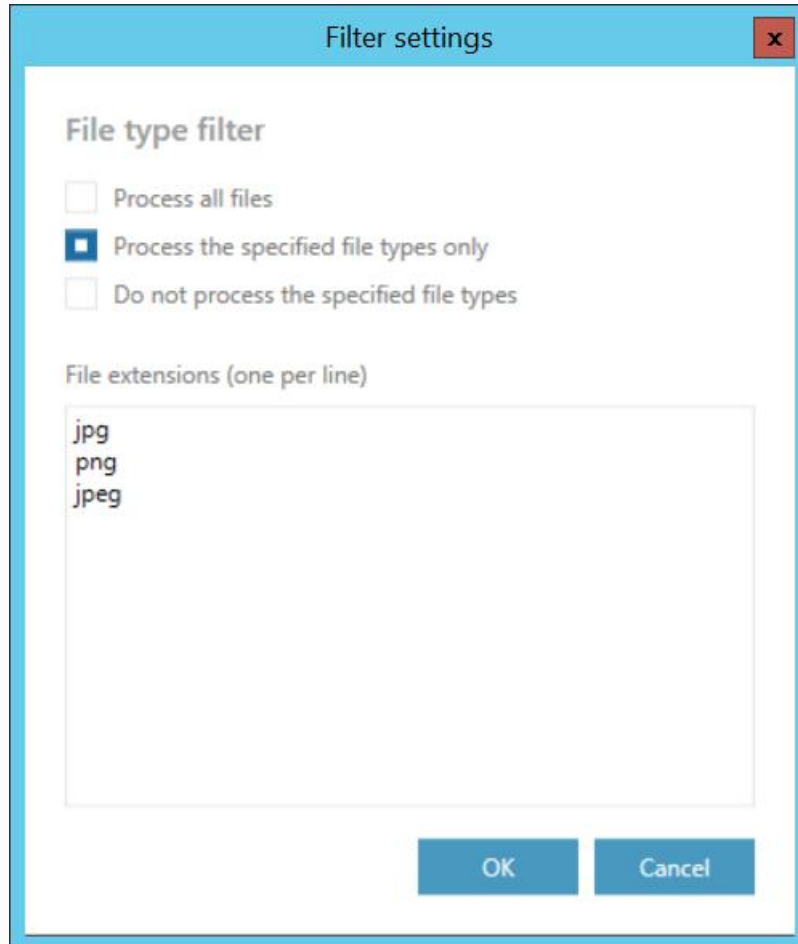 Filter settings
x
File type filter
Process all files
Process the specified file types only
Do not process the specified file types
File extensions (one per line)
jpg
png
jpeg
OK
Cancel